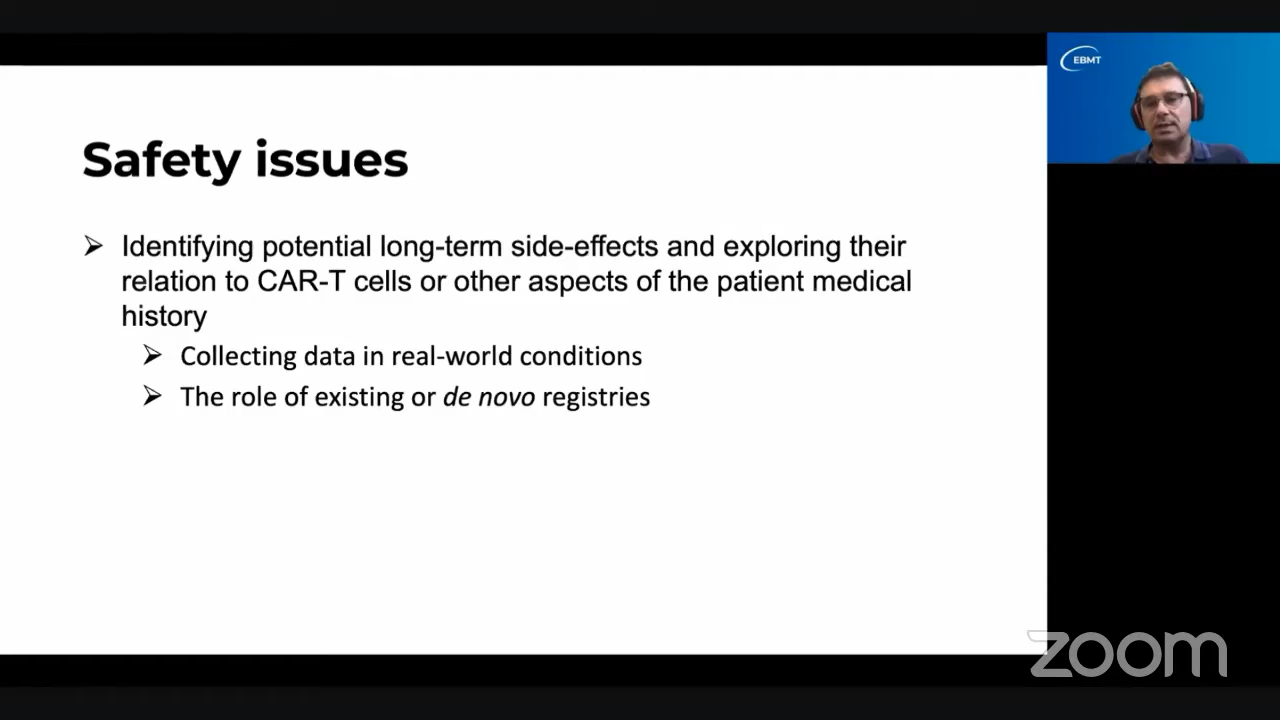 Safety issues
➢ Identifying potential long-term side-effects and exploring their
relation to CAR-T cells or other aspects of the patient medical
history
➢ Collecting data in real-world conditions
➢ The role of existing or de novo registries
EBMT
zoom